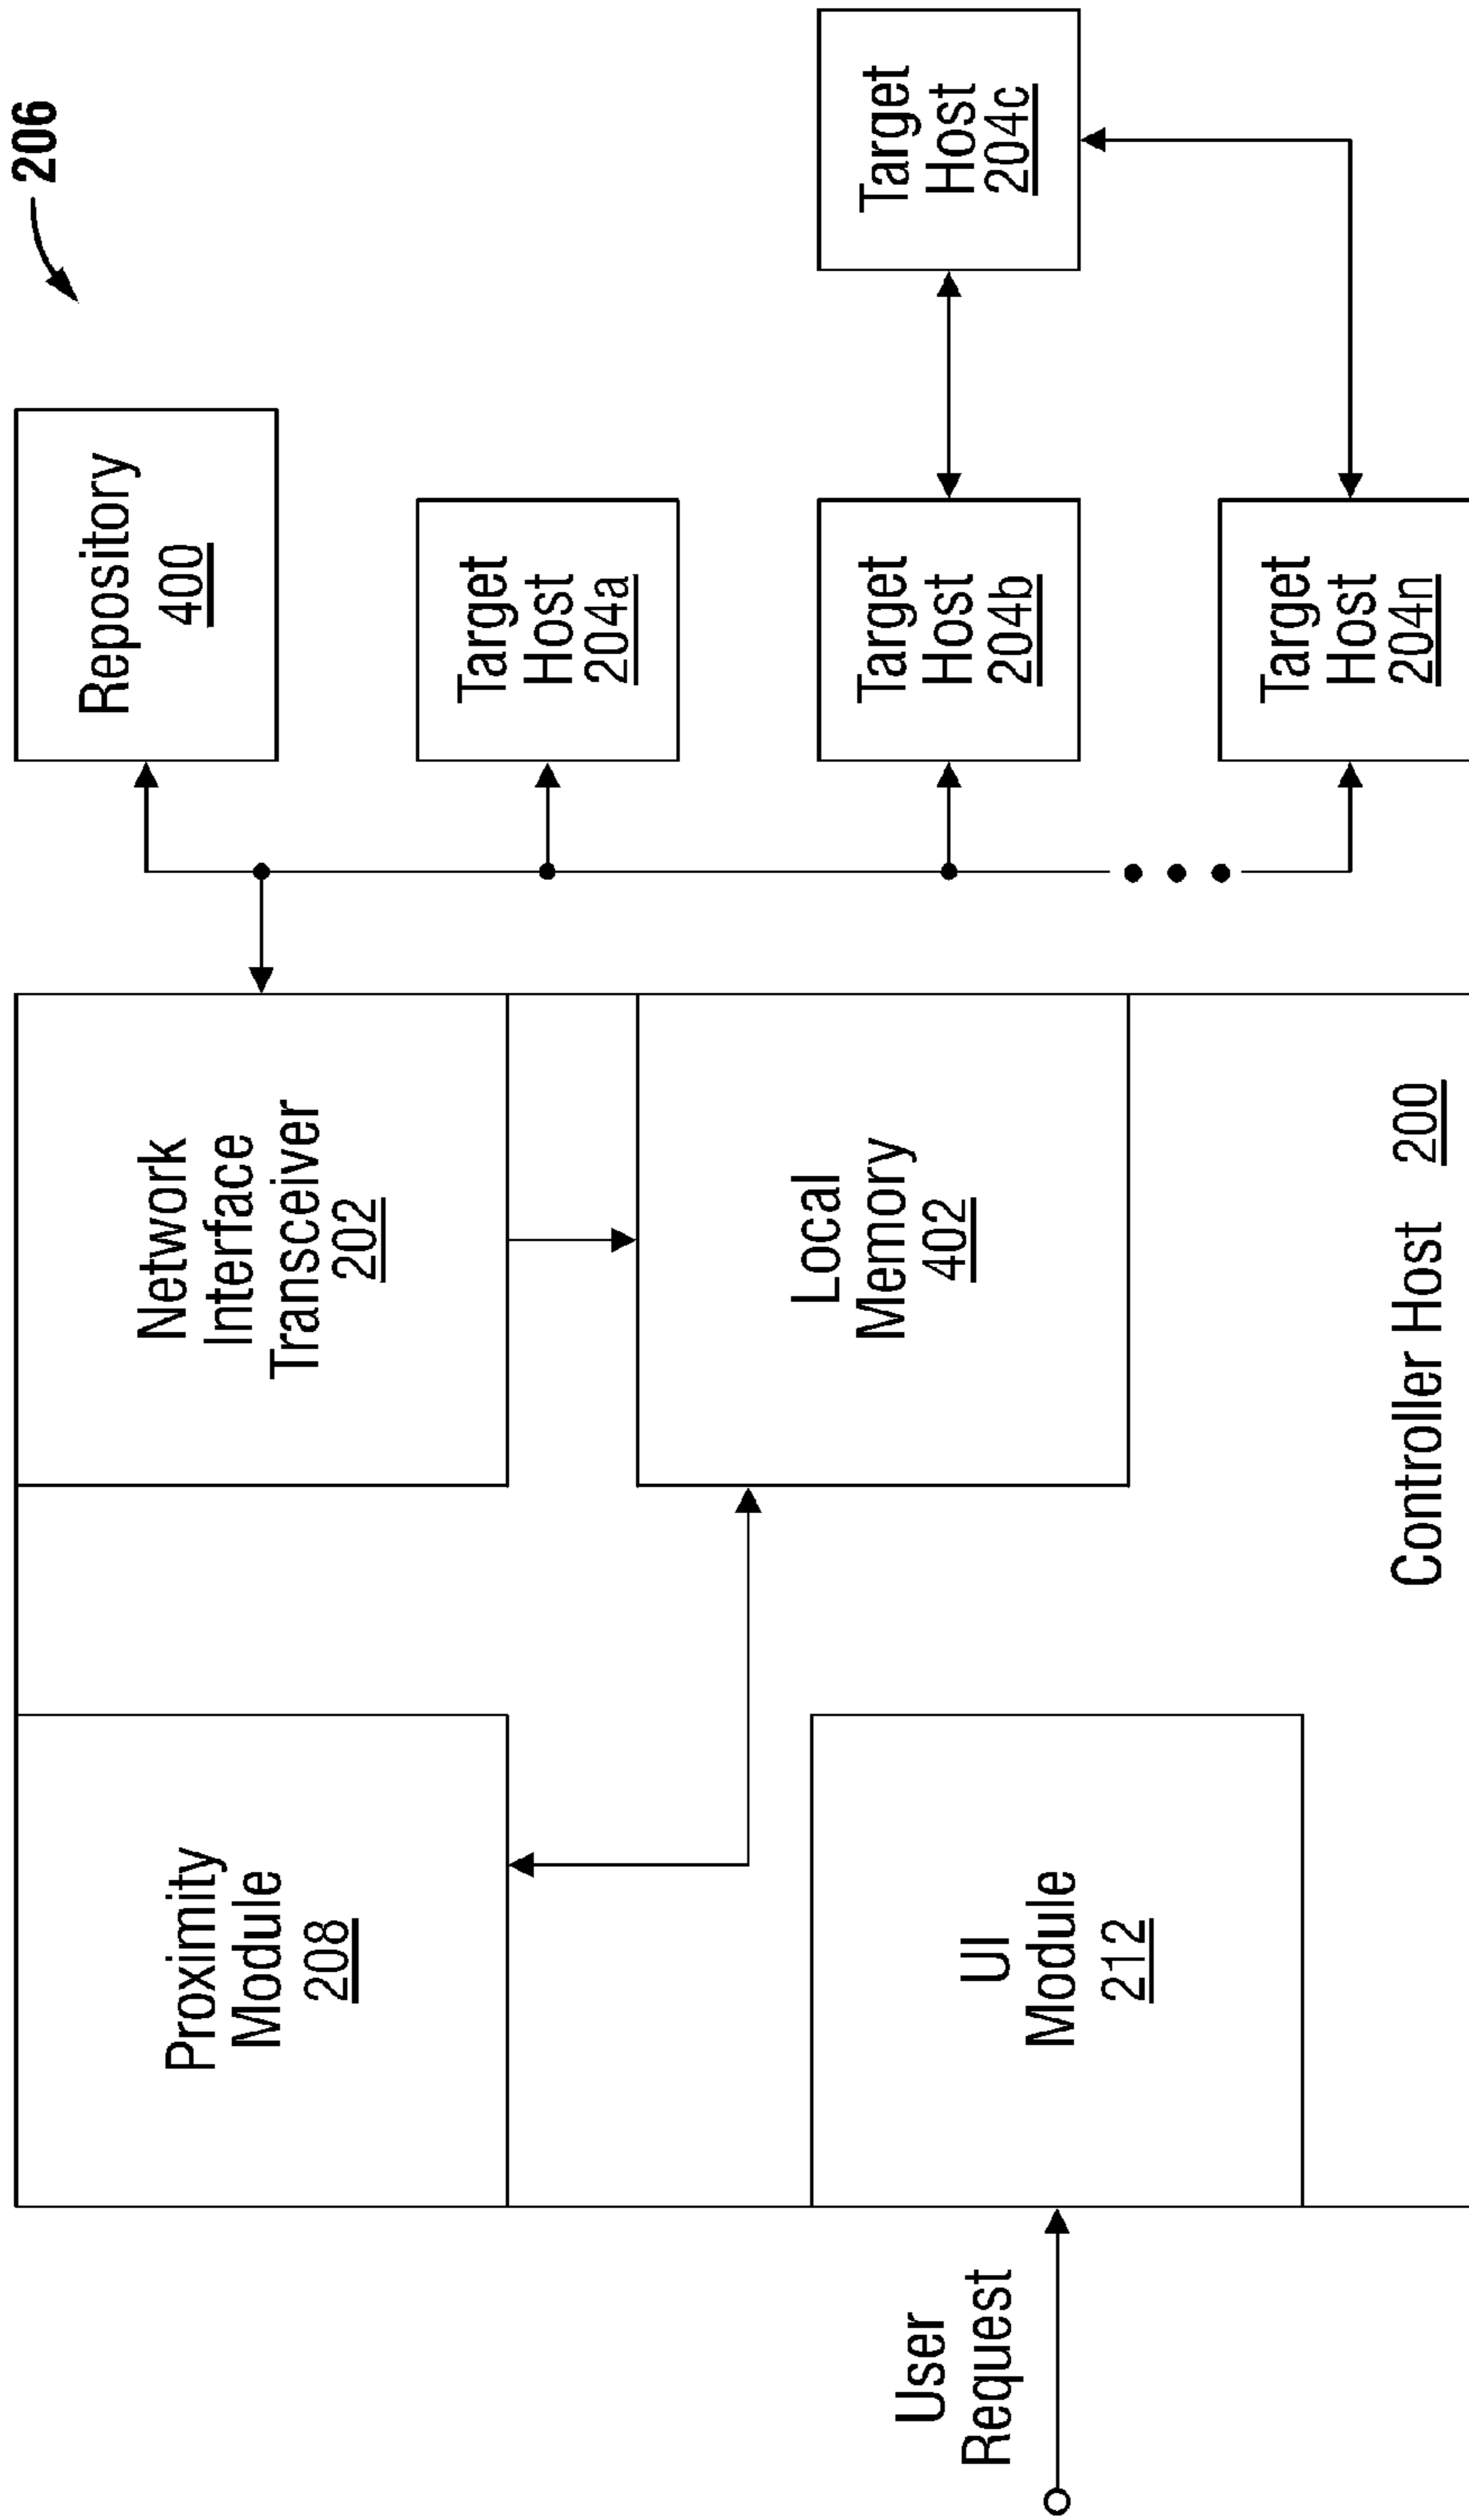 206
Repository
400
Target
Host
204a
Target
Host
204b
Target
Host
204c
Target
Host
204n
Network
Interface
Transceiver
202
Local
Memory
402
Proximity
Module
208
UI
Module
212
Controller Host 200
User
Request